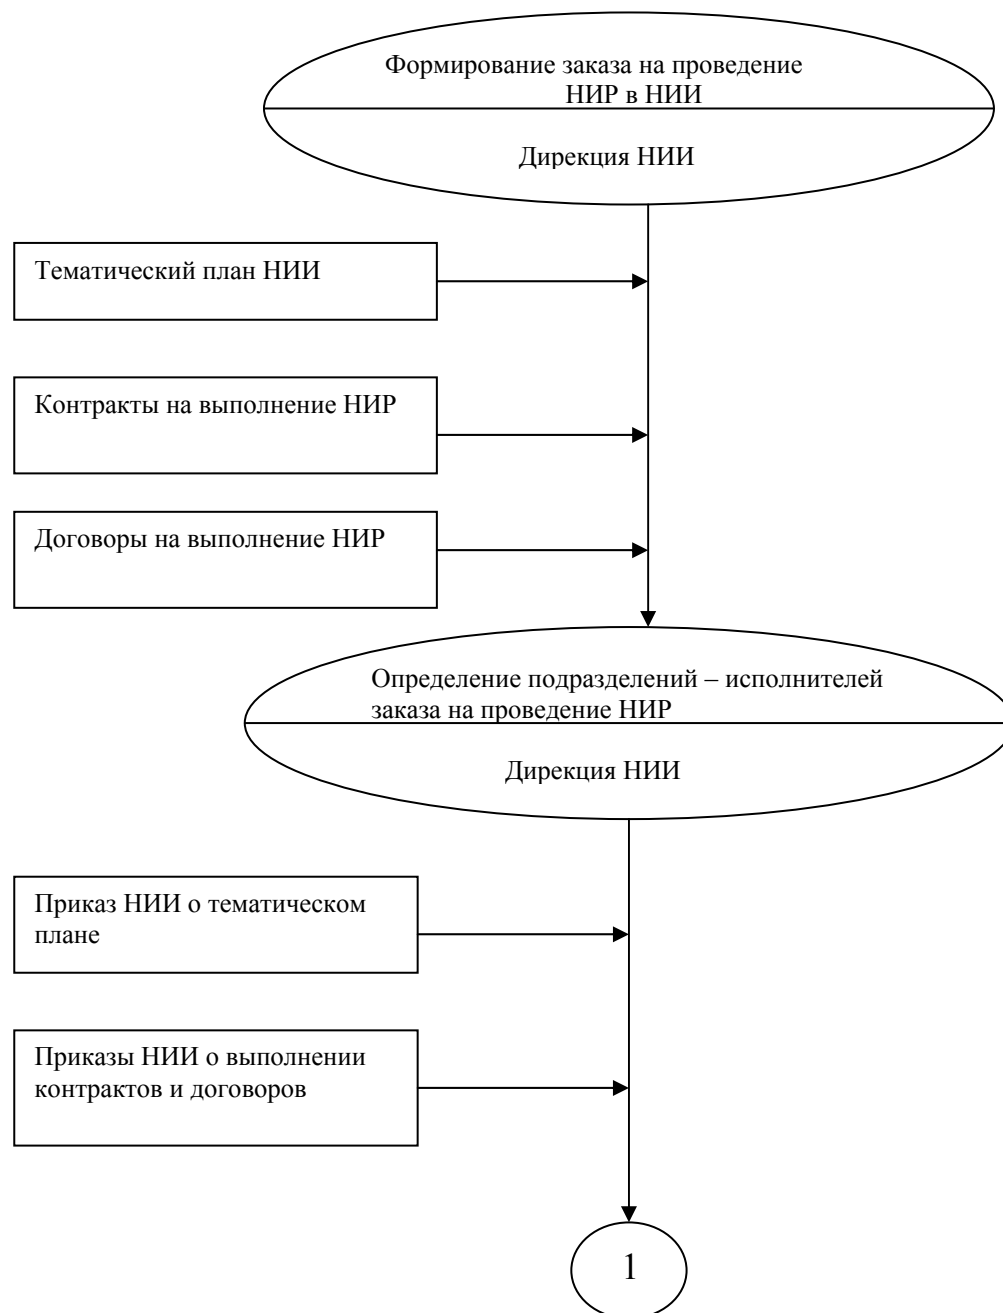 Формирование заказа на проведение
НИР в НИИ
Дирекция НИИ
Тематический план НИИ
Контракты на выполнение НИР
Договоры на выполнение НИР
Определение подразделений – исполнителей
заказа на проведение НИР
Дирекция НИИ
Приказ НИИ о тематическом
плане
Приказы НИИ о выполнении
контрактов и договоров
1